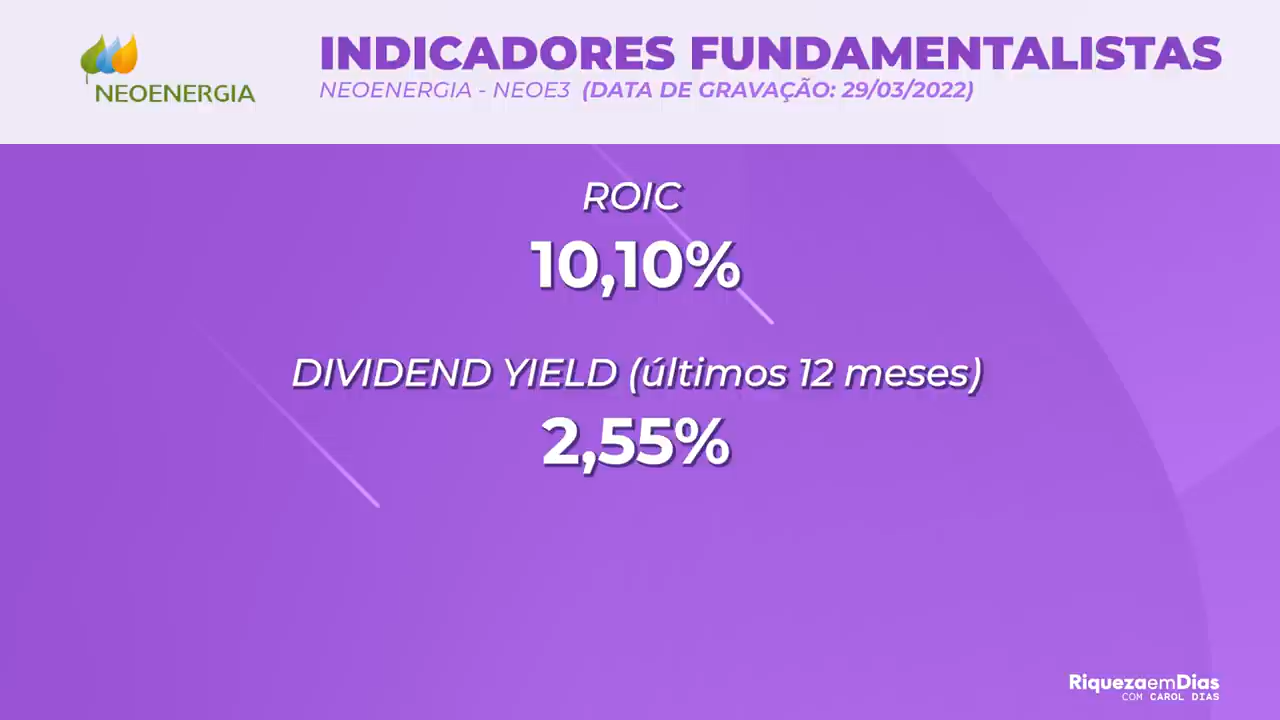 NEOENERGIA
INDICADORES FUNDAMENTALISTAS
NEOENERGIA - NEOE3 (DATA DE GRAVAÇÃO: 29/03/2022)
ROIC
10,10%
DIVIDEND YIELD (últimos 12 meses)
2,55%
RiquezaemDias
COM CAROL DIAS